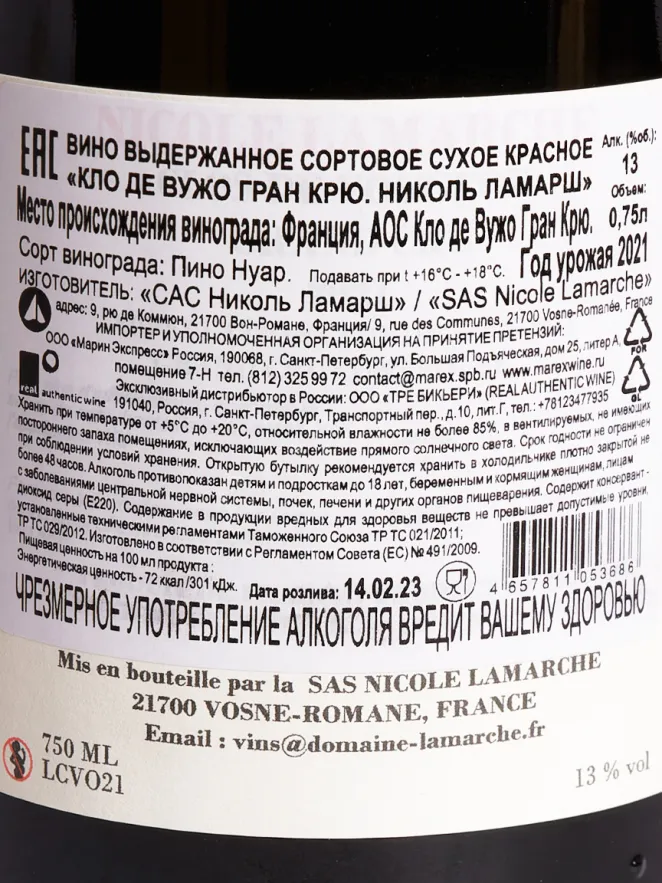 EAC
ВИНО ВЫДЕРЖАННОЕ СОРТОВОЕ СУХОЕ КРАСНОЕ
Алк. (%об.):
13
«КЛО ДЕ ВУЖО ГРАН КРЮ. НИКОЛЬ ЛАМАРШ»
Объем:
0,75л
Место происхождения винограда: Франция, АОС Кло де Вужо Гран Крю.
Сорт винограда: Пино Нуар. Подавать при t +16°C - +18°C. Год урожая 2021
ИЗГОТОВИТЕЛЬ: «САС Николь Ламарш» / «SAS Nicole Lamarche»
адрес: 9, рю де Коммюн, 21700 Вон-Романе, Франция/ 9, rue des Communes, 21700 Vosne-Romanée, France
ИМПОРТЕР И УПОЛНОМОЧЕННАЯ ОРГАНИЗАЦИЯ НА ПРИНЯТИЕ ПРЕТЕНЗИЙ:
ООО «Марин Экспресс» Россия, 190068, г. Санкт-Петербург, ул. Большая Подъяческая, дом 25, литер А,
помещение 7-Н тел. (812) 325 99 72 contact@marex.spb.ru www.marexwine.ru
FOR
Эксклюзивный дистрибьютор в России: ООО «ТРЕ БИКЬЕРИ» (REAL AUTHENTIC WINE)
real authentic wine
191040, Россия, г. Санкт-Петербург, Транспортный пер., д.10, лит.Г, тел.: +78123477935
GL
Хранить при температуре от +5°C до +20°C, относительной влажности не более 85%, в вентилируемых, не имеющих
постороннего запаха помещениях, исключающих воздействие прямого солнечного света. Срок годности не ограничен
при соблюдении условий хранения. Открытую бутылку рекомендуется хранить в холодильнике плотно закрытой не
более 48 часов. Алкоголь противопоказан детям и подросткам до 18 лет, беременным и кормящим женщинам, лицам
с заболеваниями центральной нервной системы, почек, печени и других органов пищеварения. Содержит консервант -
диоксид серы (Е220). Содержание в продукции вредных для здоровья веществ не превышает допустимые уровни,
установленные техническими регламентами Таможенного Союза ТР ТС 021/2011;
ТР ТС 029/2012. Изготовлено в соответствии с Регламентом Совета (ЕС) № 491/2009.
Пищевая ценность на 100 мл продукта :
Энергетическая ценность - 72 ккал /301 кДж. Дата розлива: 14.02.23
4 657811 053686
ЧРЕЗМЕРНОЕ УПОТРЕБЛЕНИЕ АЛКОГОЛЯ ВРЕДИТ ВАШЕМУ ЗДОРОВЬЮ
Mis en bouteille par la SAS NICOLE LAMARCHE
21700 VOSNE-ROMANE, FRANCE
Email : vins@domaine-lamarche.fr
750 ML
LCVO21
13 % vol